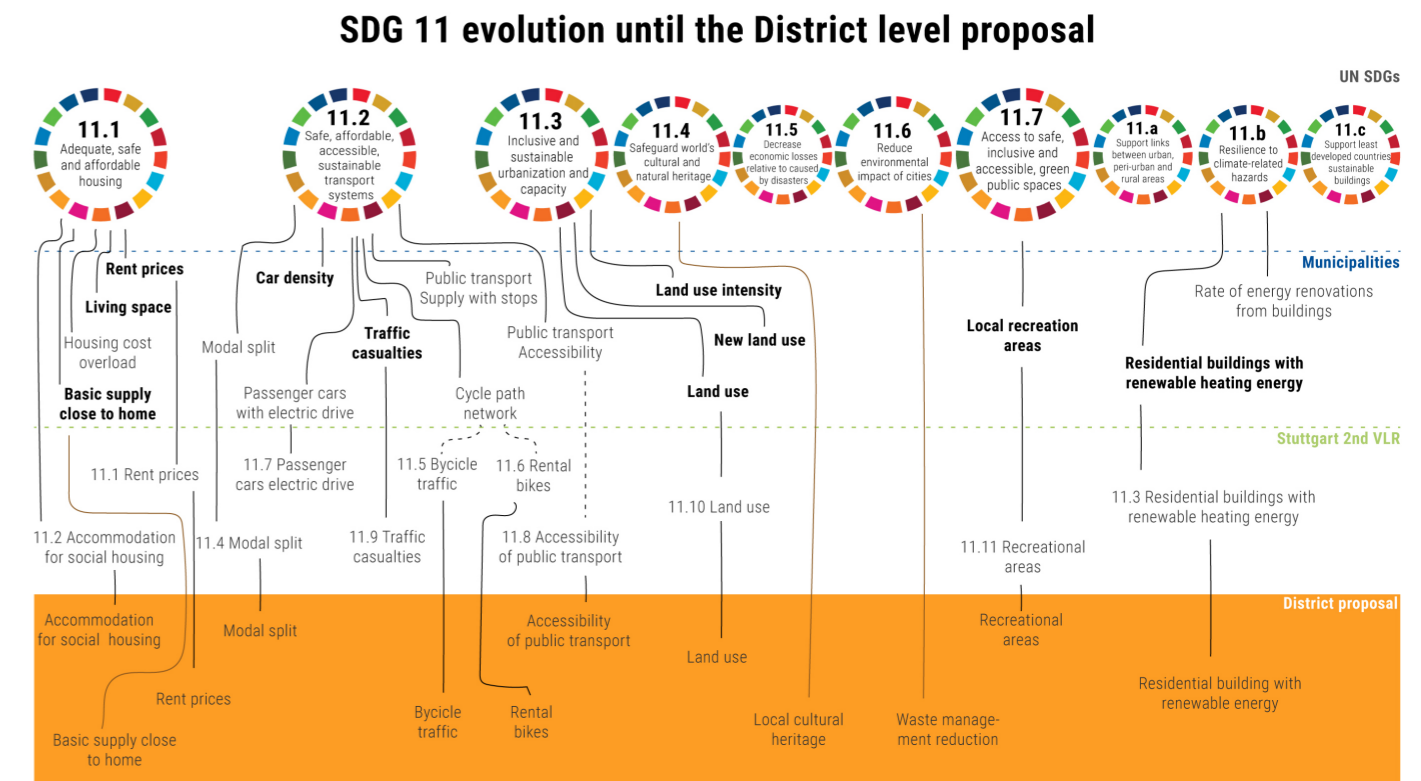 SDG 11 evolution until the District level proposal
UN SDGs
11.1
Adequate, safe
and affordable
housing
11.2
Safe, affordable,
accessible,
sustainable
transport
systems
11.3
Inclusive and
sustainable
urbanization and
capacity
11.4
Safeguard world's
cultural and
natural heritage
11.5
Decrease
economic losses
relative to caused
by disasters
11.6
Reduce
environmental
impact of cities
11.7
Access to safe,
inclusive and
accessible, green
public spaces
11.a
Support links
between urban,
peri-urban and
rural areas
11.b
Resilience to
climate-related
hazards
11.c
Support least
developed countries
sustainable
buildings
Municipalities
Rent prices
Living space
Housing cost
overload
Basic supply
close to home
Car density
Modal split
Passenger cars
with electric drive
Traffic
casualties
Public transport
Supply with stops
Cycle path
network
Public transport
Accessibility
Land use intensity
New land use
Land use
Local recreation
areas
Rate of energy renovations
from buildings
Residential buildings with
renewable heating energy
Stuttgart 2nd VLR
11.1 Rent prices
11.2 Accommodation
for social housing
11.4 Modal split
11.7 Passenger
cars electric drive
11.9 Traffic
casualties
11.5 Bycicle
traffic
11.6 Rental
bikes
11.8 Accessibility
of public transport
11.10 Land use
11.11 Recreational
areas
11.3 Residential buildings with
renewable heating energy
District proposal
Accommodation
for social housing
Modal split
Accessibility
of public transport
Land use
Recreational
areas
Residential building with
renewable energy
Rent prices
Basic supply close
to home
Bycicle
traffic
Rental
bikes
Local cultural
heritage
Waste manage-
ment reduction